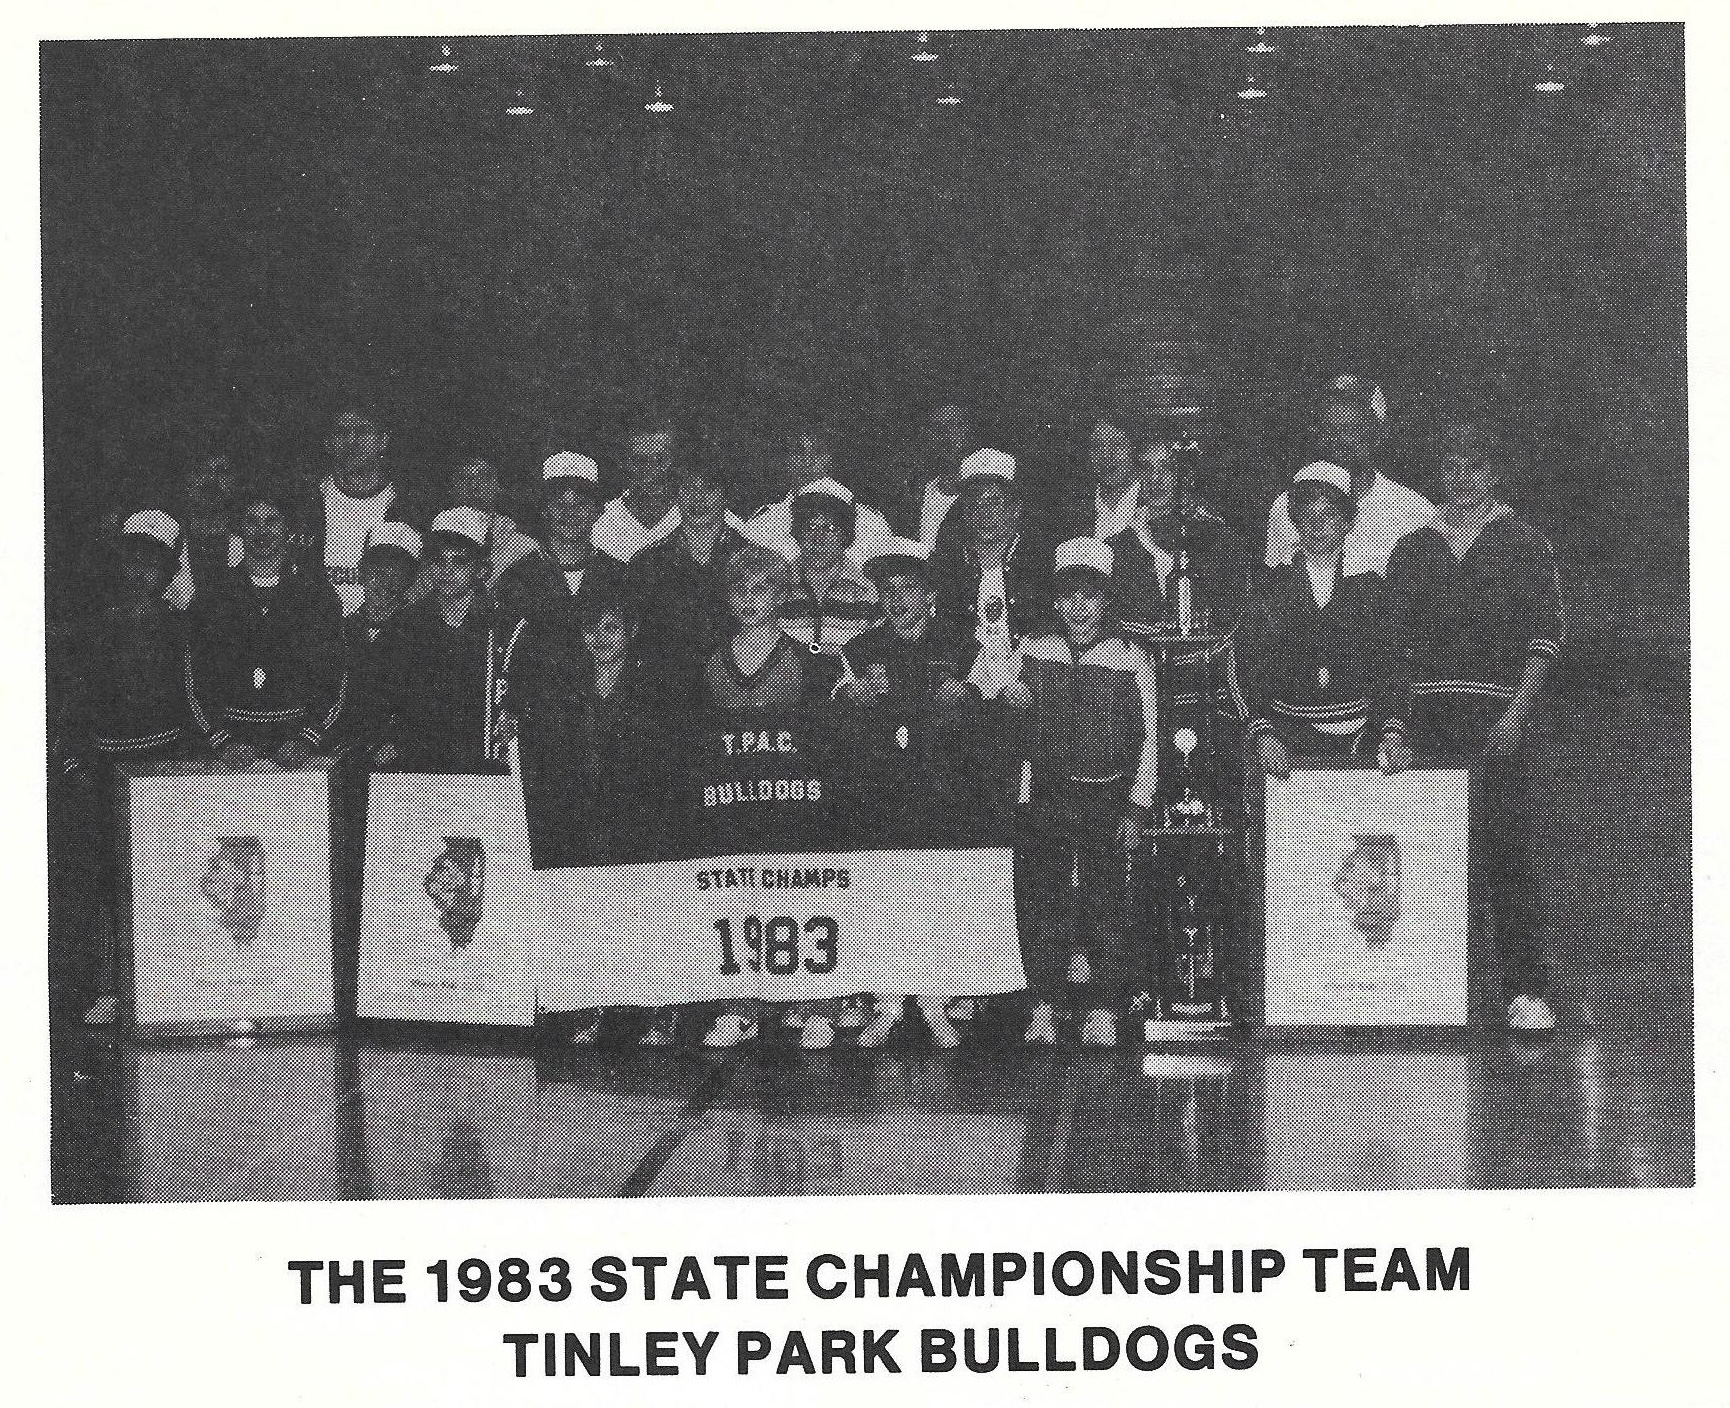 T.P.A.C.
BULLDOGS
STATE CHAMPS
1983
THE 1983 STATE CHAMPIONSHIP TEAM
TINLEY PARK BULLDOGS